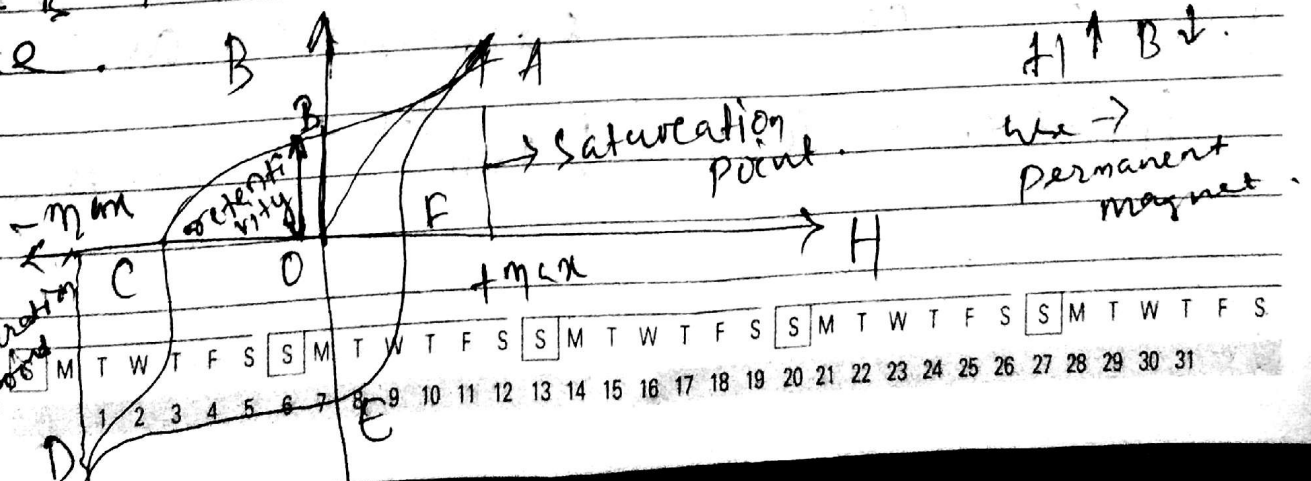 e.
B
A
H↑ B↓.
B
→ Saturation
point.
use →
permanent
magnet.
retenti
vity
F
- max
H
C
O
+ max
S M T W T F S S M T W T F S S M T W T F S S M T W T F S S M T W T F S
1 2 3 4 5 6 7 8 9 10 11 12 13 14 15 16 17 18 19 20 21 22 23 24 25 26 27 28 29 30 31
E
D